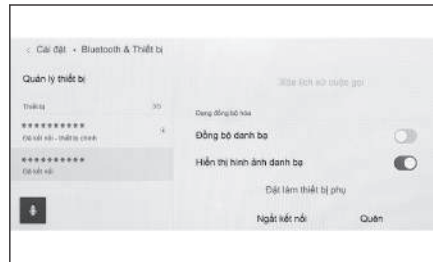 < Cài đặt • Bluetooth & Thiết bị
Quản lý thiết bị
Xóa lịch sử cuộc gọi
Thiết bị
Đang đồng bộ hóa
**********
Đã kết nối - thiết bị chính
Đồng bộ danh bạ
**********
Đã kết nối
Hiển thị hình ảnh danh bạ
Đặt làm thiết bị phụ
Ngắt kết nối Quên